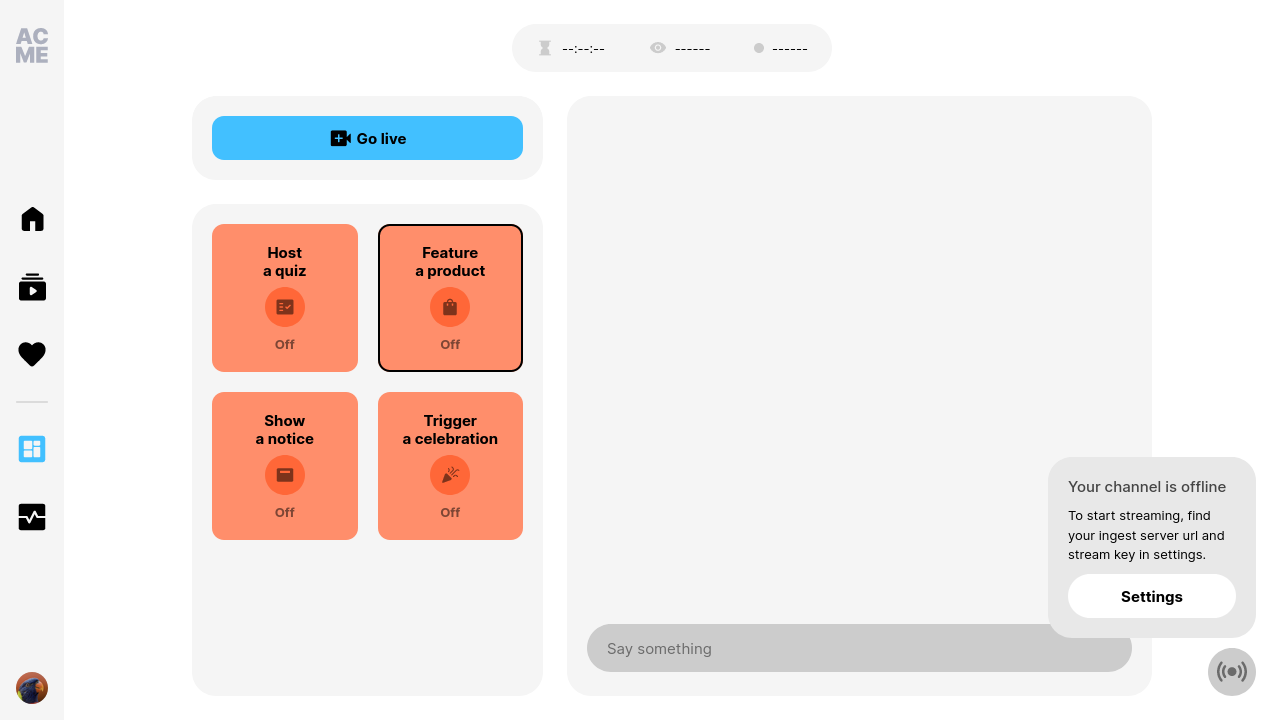 AC
ME
--:--:--
------
------
Go live
Host
a quiz
Off
Feature
a product
Off
Show
a notice
Off
Trigger
a celebration
Off
Your channel is offline
To start streaming, find
your ingest server url and
stream key in settings.
Settings
Say something